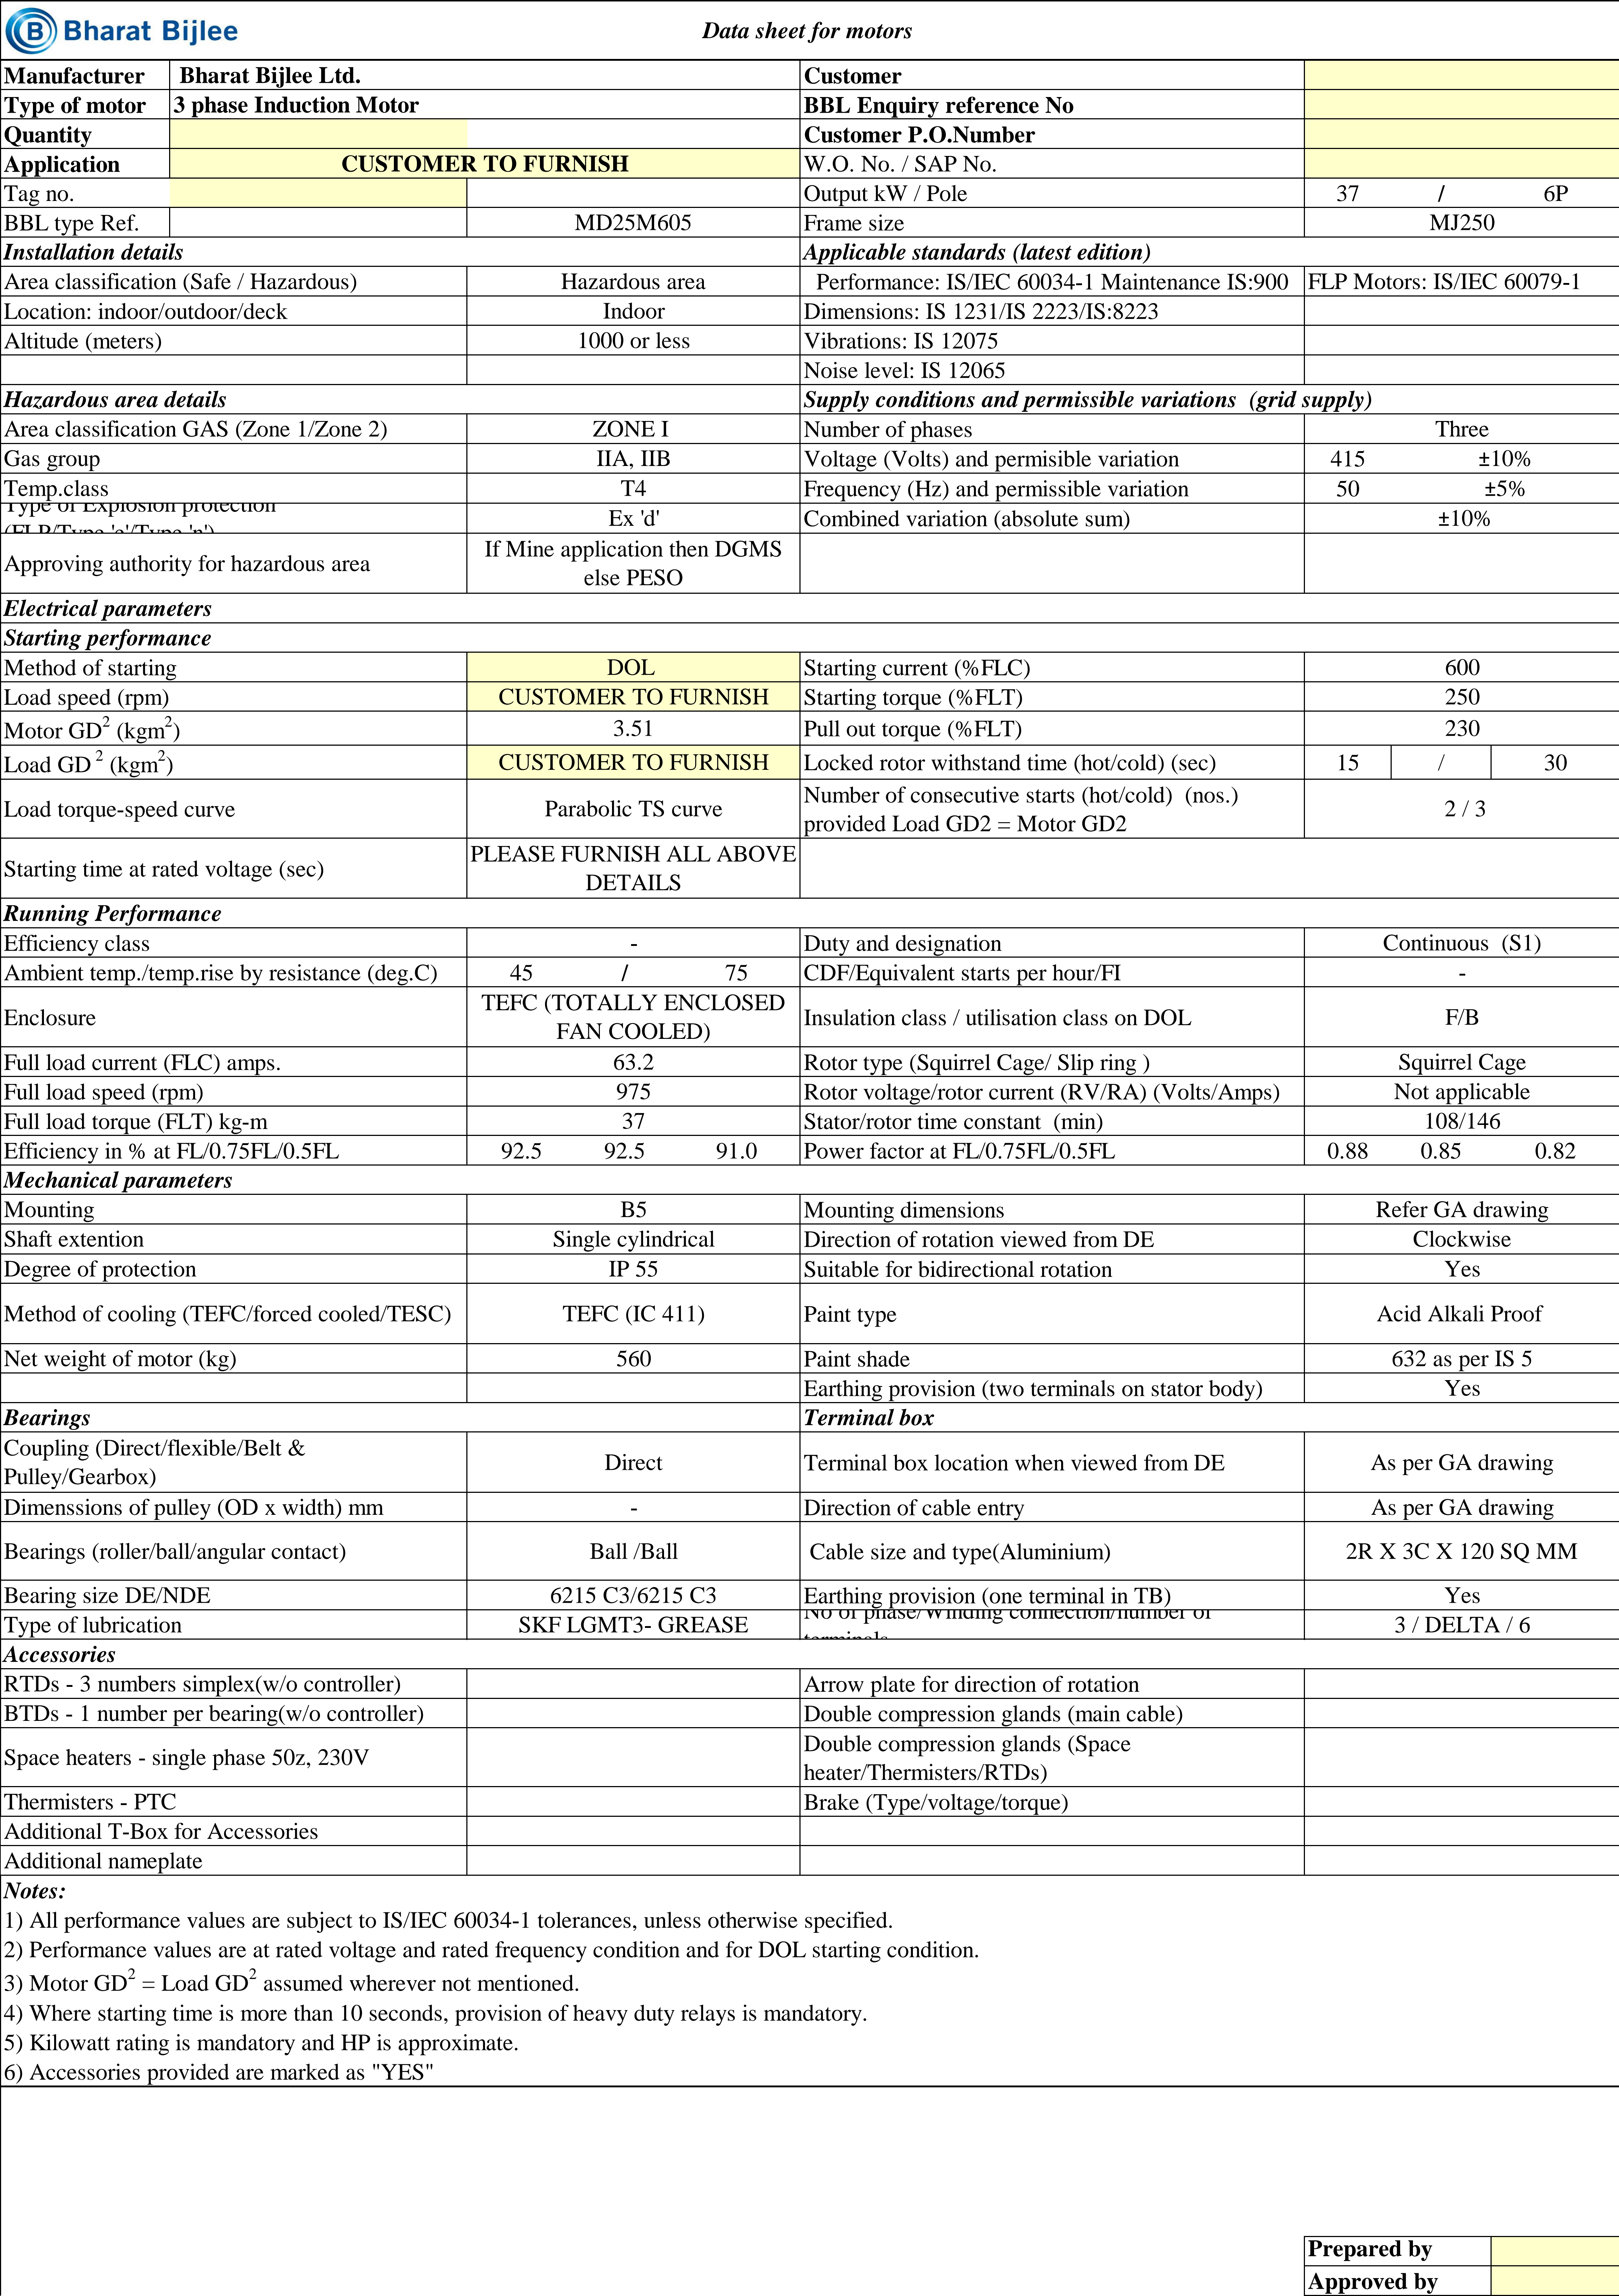 B Bharat Bijlee
Data sheet for motors
Manufacturer Bharat Bijlee Ltd. Customer
Type of motor 3 phase Induction Motor BBL Enquiry reference No
Quantity Customer P.O.Number
Application CUSTOMER TO FURNISH W.O. No. / SAP No.
Tag no. Output kW / Pole 37 / 6P
BBL type Ref. MD25M605 Frame size MJ250
Installation details Applicable standards (latest edition)
Area classification (Safe / Hazardous) Hazardous area Performance: IS/IEC 60034-1 Maintenance IS:900 FLP Motors: IS/IEC 60079-1
Location: indoor/outdoor/deck Indoor Dimensions: IS 1231/IS 2223/IS:8223
Altitude (meters) 1000 or less Vibrations: IS 12075
Noise level: IS 12065
Hazardous area details Supply conditions and permissible variations (grid supply)
Area classification GAS (Zone 1/Zone 2) ZONE I Number of phases Three
Gas group IIA, IIB Voltage (Volts) and permisible variation 415 ±10%
Temp.class T4 Frequency (Hz) and permissible variation 50 ±5%
Type of Explosion protection
(FLP/Type 'e'/Type 'n') Ex 'd' Combined variation (absolute sum) ±10%
Approving authority for hazardous area If Mine application then DGMS
else PESO
Electrical parameters
Starting performance
Method of starting DOL Starting current (%FLC) 600
Load speed (rpm) CUSTOMER TO FURNISH Starting torque (%FLT) 250
Motor GD² (kgm²) 3.51 Pull out torque (%FLT) 230
Load GD ² (kgm²) CUSTOMER TO FURNISH Locked rotor withstand time (hot/cold) (sec) 15 / 30
Load torque-speed curve Parabolic TS curve Number of consecutive starts (hot/cold) (nos.)
provided Load GD2 = Motor GD2 2 / 3
Starting time at rated voltage (sec) PLEASE FURNISH ALL ABOVE
DETAILS
Running Performance
Efficiency class - Duty and designation Continuous (S1)
Ambient temp./temp.rise by resistance (deg.C) 45 / 75 CDF/Equivalent starts per hour/FI -
Enclosure TEFC (TOTALLY ENCLOSED
FAN COOLED) Insulation class / utilisation class on DOL F/B
Full load current (FLC) amps. 63.2 Rotor type (Squirrel Cage/ Slip ring ) Squirrel Cage
Full load speed (rpm) 975 Rotor voltage/rotor current (RV/RA) (Volts/Amps) Not applicable
Full load torque (FLT) kg-m 37 Stator/rotor time constant (min) 108/146
Efficiency in % at FL/0.75FL/0.5FL 92.5 92.5 91.0 Power factor at FL/0.75FL/0.5FL 0.88 0.85 0.82
Mechanical parameters
Mounting B5 Mounting dimensions Refer GA drawing
Shaft extention Single cylindrical Direction of rotation viewed from DE Clockwise
Degree of protection IP 55 Suitable for bidirectional rotation Yes
Method of cooling (TEFC/forced cooled/TESC) TEFC (IC 411) Paint type Acid Alkali Proof
Net weight of motor (kg) 560 Paint shade 632 as per IS 5
Earthing provision (two terminals on stator body) Yes
Bearings Terminal box
Coupling (Direct/flexible/Belt &
Pulley/Gearbox) Direct Terminal box location when viewed from DE As per GA drawing
Dimenssions of pulley (OD x width) mm - Direction of cable entry As per GA drawing
Bearings (roller/ball/angular contact) Ball /Ball Cable size and type(Aluminium) 2R X 3C X 120 SQ MM
Bearing size DE/NDE 6215 C3/6215 C3 Earthing provision (one terminal in TB) Yes
Type of lubrication SKF LGMT3- GREASE No of phase/Winding connection/number of
terminals 3 / DELTA / 6
Accessories
RTDs - 3 numbers simplex(w/o controller) Arrow plate for direction of rotation
BTDs - 1 number per bearing(w/o controller) Double compression glands (main cable)
Space heaters - single phase 50z, 230V Double compression glands (Space
heater/Thermisters/RTDs)
Thermisters - PTC Brake (Type/voltage/torque)
Additional T-Box for Accessories
Additional nameplate
Notes:
1) All performance values are subject to IS/IEC 60034-1 tolerances, unless otherwise specified.
2) Performance values are at rated voltage and rated frequency condition and for DOL starting condition.
3) Motor GD² = Load GD² assumed wherever not mentioned.
4) Where starting time is more than 10 seconds, provision of heavy duty relays is mandatory.
5) Kilowatt rating is mandatory and HP is approximate.
6) Accessories provided are marked as "YES"
Prepared by
Approved by